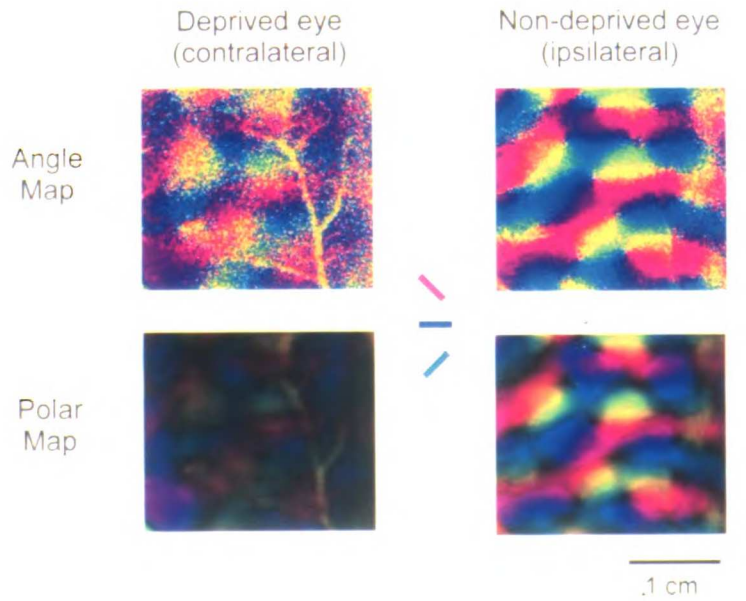 Deprived eye
(contralateral)
Non-deprived eye
(ipsilateral)
Angle
Map
Polar
Map
.1 cm